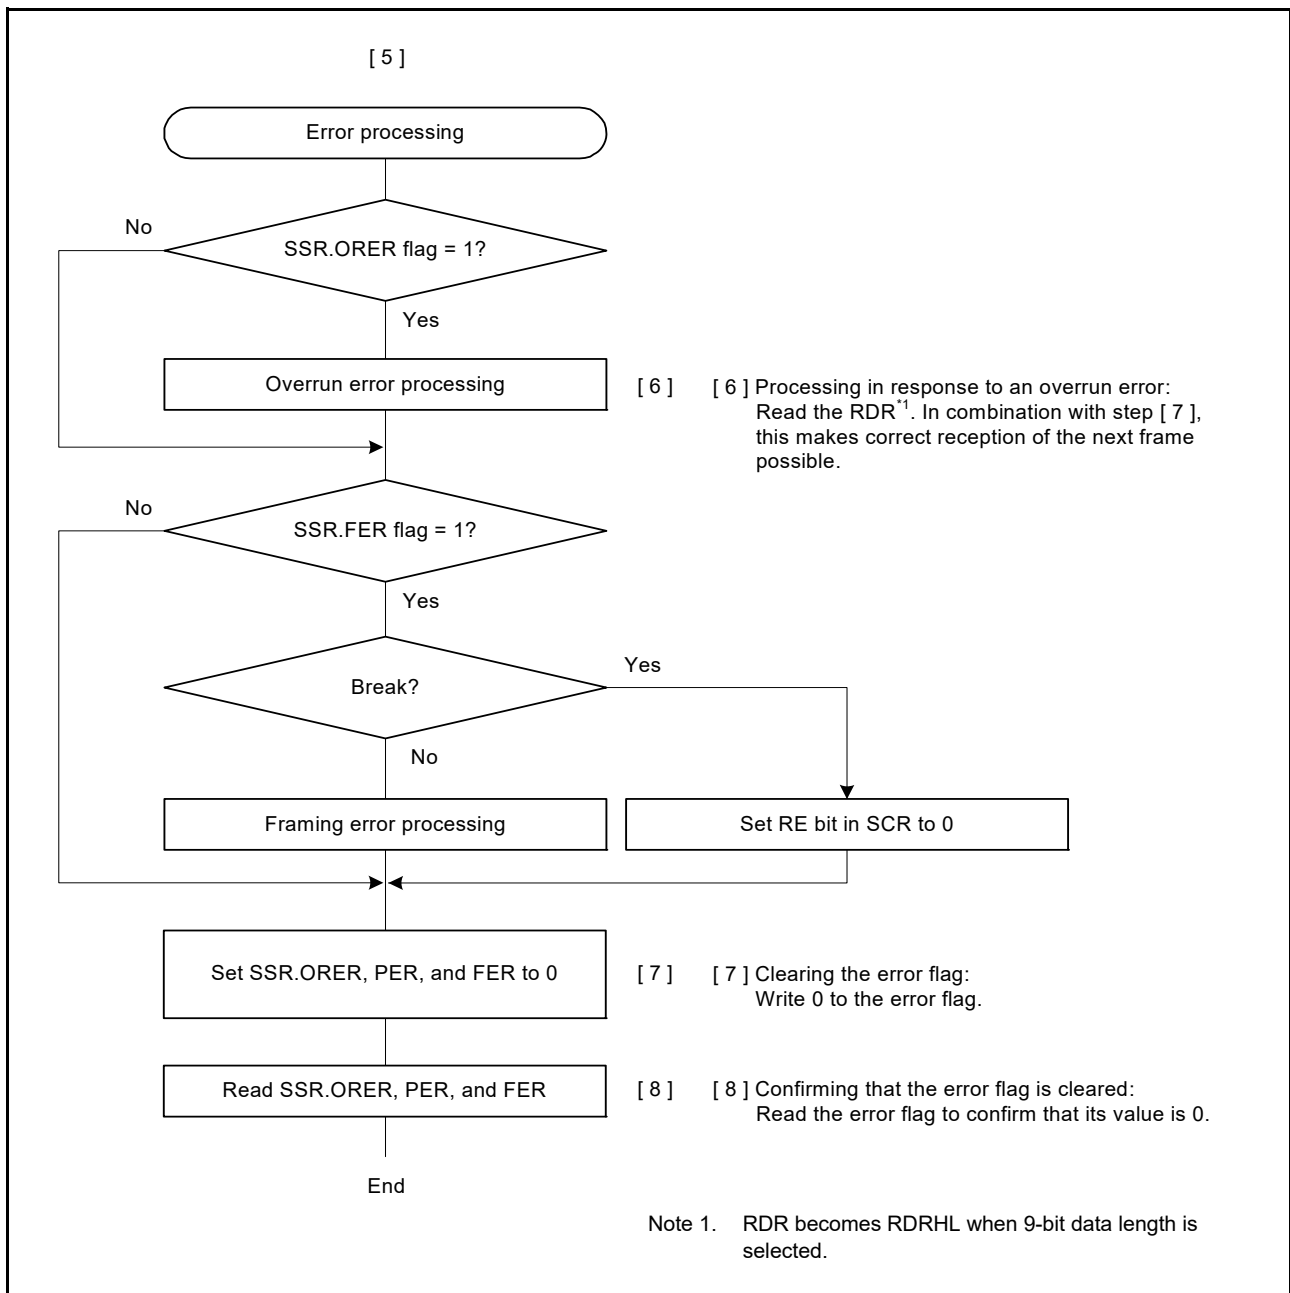 [ 5 ]
Error processing
No
SSR.ORER flag = 1?
Yes
Overrun error processing
[ 6 ]
[ 6 ] Processing in response to an overrun error:
Read the RDR*1. In combination with step [ 7 ],
this makes correct reception of the next frame
possible.
No
SSR.FER flag = 1?
Yes
Break?
Yes
No
Framing error processing
Set RE bit in SCR to 0
Set SSR.ORER, PER, and FER to 0
[ 7 ]
[ 7 ] Clearing the error flag:
Write 0 to the error flag.
Read SSR.ORER, PER, and FER
[ 8 ]
[ 8 ] Confirming that the error flag is cleared:
Read the error flag to confirm that its value is 0.
End
Note 1. RDR becomes RDRHL when 9-bit data length is
selected.